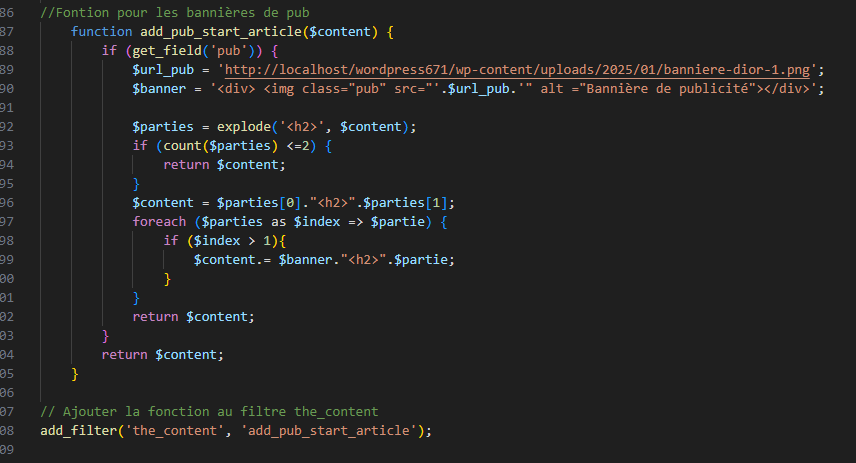 86 //Fontion pour les bannières de pub
87 function add_pub_start_article($content) {
88 if (get_field('pub')) {
89 $url_pub = 'http://localhost/wordpress671/wp-content/uploads/2025/01/banniere-dior-1.png';
90 $banner = '<div> <img class="pub" src="'.$url_pub.'" alt ="Bannière de publicité"></div>';
91
92 $parties = explode('<h2>', $content);
93 if (count($parties) <=2) {
94 return $content;
95 }
96 $content = $parties[0]."<h2>".$parties[1];
97 foreach ($parties as $index => $partie) {
98 if ($index > 1){
99 $content.= $banner."<h2>".$partie;
00 }
01 }
02 return $content;
03 }
04 return $content;
05 }
06
07 // Ajouter la fonction au filtre the_content
08 add_filter('the_content', 'add_pub_start_article');
09